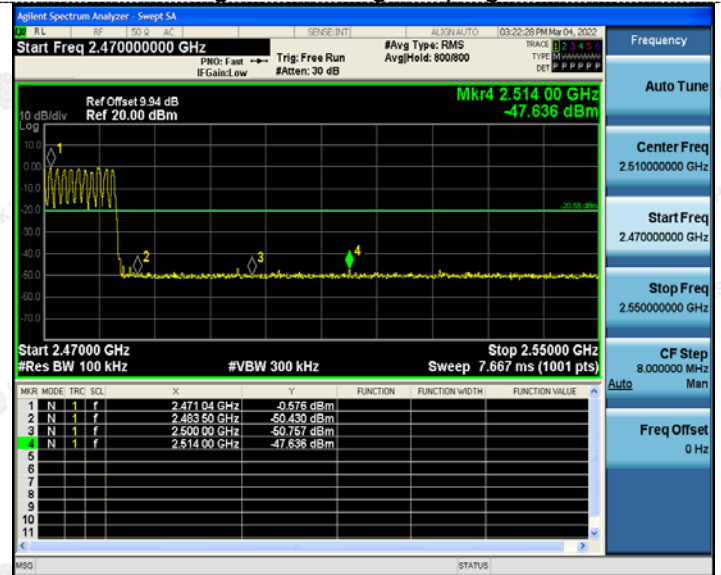 Agilent Spectrum Analyzer - Swept SA
RL RF 50 Ω AC SENSE:INT ALIGNAUTO 03:22:28 PM Mar 04, 2022
Start Freq 2.470000000 GHz
PNO: Fast
IFGain:Low
Trig: Free Run
#Atten: 30 dB
#Avg Type: RMS
Avg|Hold: 800/800
TRACE 1 2 3 4 5 6
TYPE M
DET P P P P P P
Frequency
Ref Offset 9.94 dB
10 dB/div Ref 20.00 dBm
Log
Mkr4 2.514 00 GHz
-47.636 dBm
10.0
0.00
-10.0
-20.0
-30.0
-40.0
-50.0
-60.0
-70.0
1
2
3
4
-20.58 dBm
Start 2.47000 GHz Stop 2.55000 GHz
#Res BW 100 kHz #VBW 300 kHz Sweep 7.667 ms (1001 pts)
MKR MODE TRC SCL X Y FUNCTION FUNCTION WIDTH FUNCTION VALUE
1 N 1 f 2.471 04 GHz -0.576 dBm
2 N 1 f 2.483 50 GHz -50.430 dBm
3 N 1 f 2.500 00 GHz -50.757 dBm
4 N 1 f 2.514 00 GHz -47.636 dBm
5
6
7
8
9
10
11
MSG STATUS
Auto Tune
Center Freq
2.510000000 GHz
Start Freq
2.470000000 GHz
Stop Freq
2.550000000 GHz
CF Step
8.000000 MHz
Auto Man
Freq Offset
0 Hz